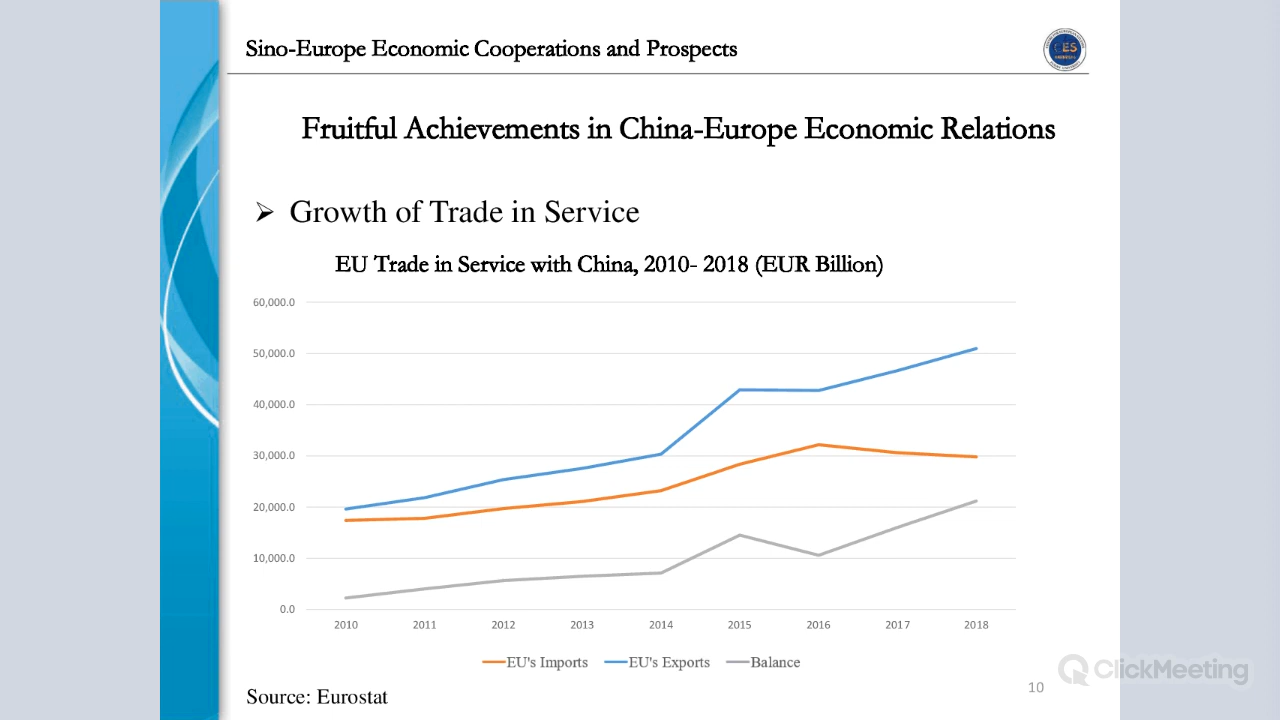 Sino-Europe Economic Cooperations and Prospects
Fruitful Achievements in China-Europe Economic Relations
Growth of Trade in Service
EU Trade in Service with China, 2010- 2018 (EUR Billion)
60,000.0
50,000.0
40,000.0
30,000.0
20,000.0
10,000.0
0.0
2010 2011 2012 2013 2014 2015 2016 2017 2018
EU's Imports EU's Exports Balance
Source: Eurostat
10
ClickMeeting